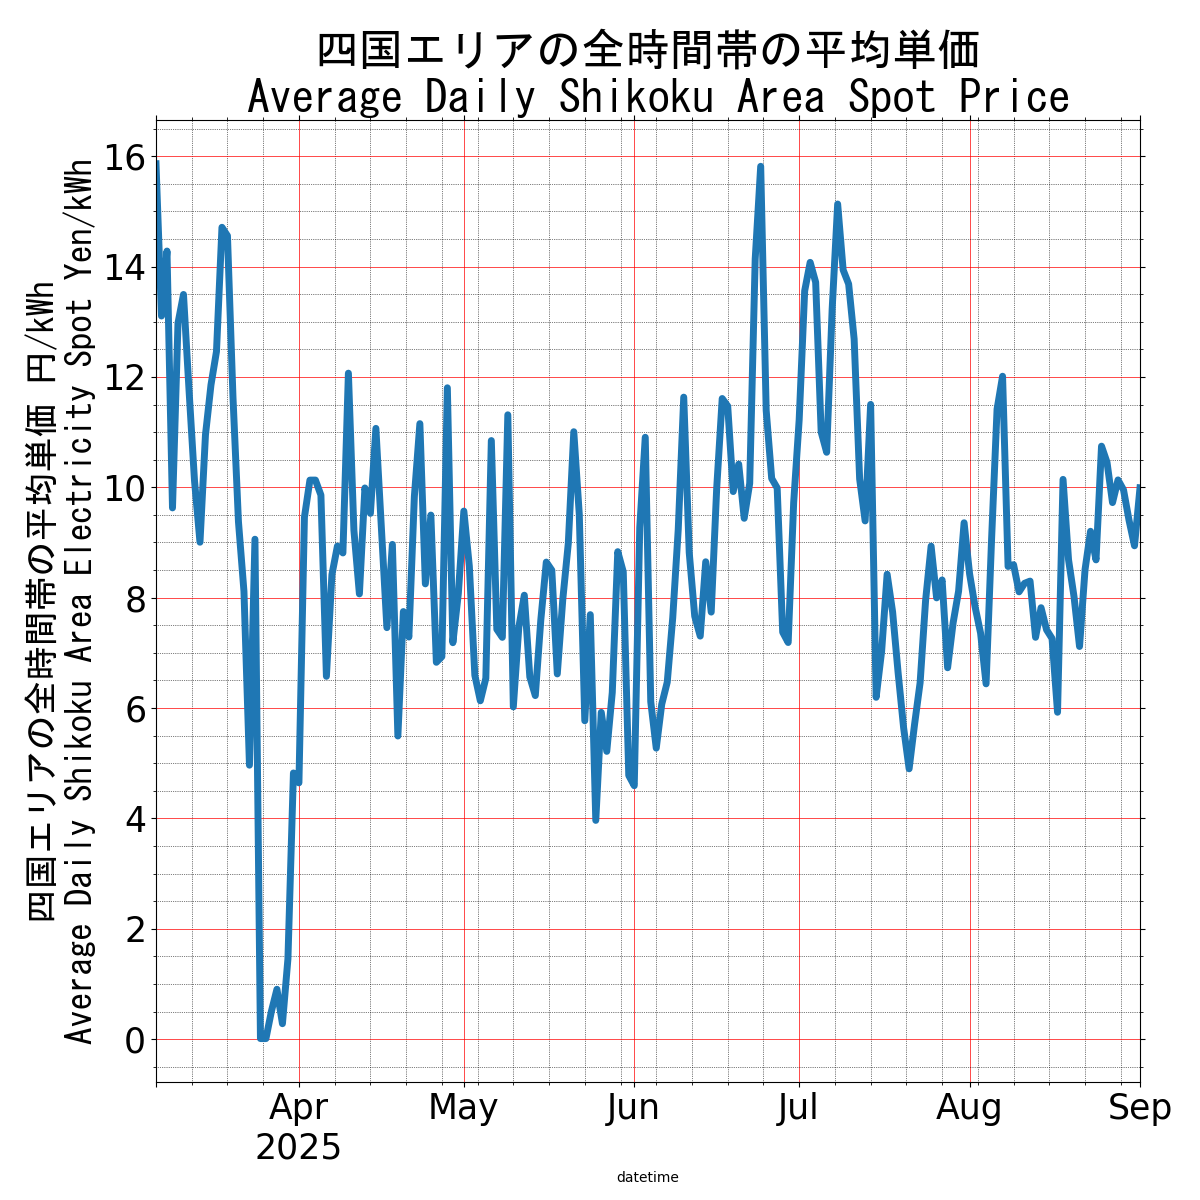 四国エリアの全時間帯の平均単価
Average Daily Shikoku Area Spot Price
四国エリアの全時間帯の平均単価 円/kWh
Average Daily Shikoku Area Electricity Spot Yen/kWh
16
14
12
10
8
6
4
2
0
Apr
2025
May
Jun
Jul
Aug
Sep
datetime